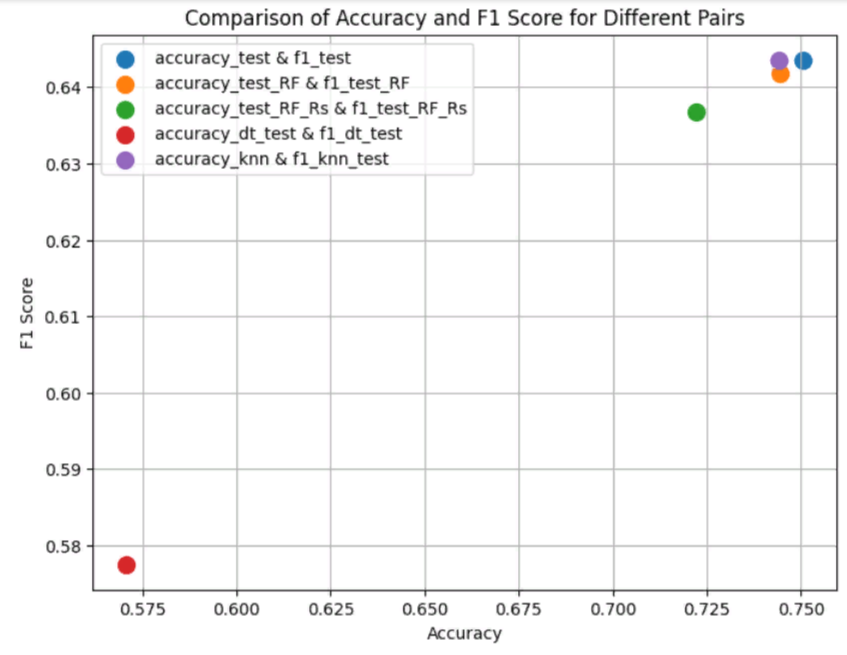 Comparison of Accuracy and F1 Score for Different Pairs
accuracy_test & f1_test
accuracy_test_RF & f1_test_RF
accuracy_test_RF_Rs & f1_test_RF_Rs
accuracy_dt_test & f1_dt_test
accuracy_knn & f1_knn_test
0.64
0.63
0.62
0.61
0.60
0.59
0.58
F1 Score
0.575 0.600 0.625 0.650 0.675 0.700 0.725 0.750
Accuracy